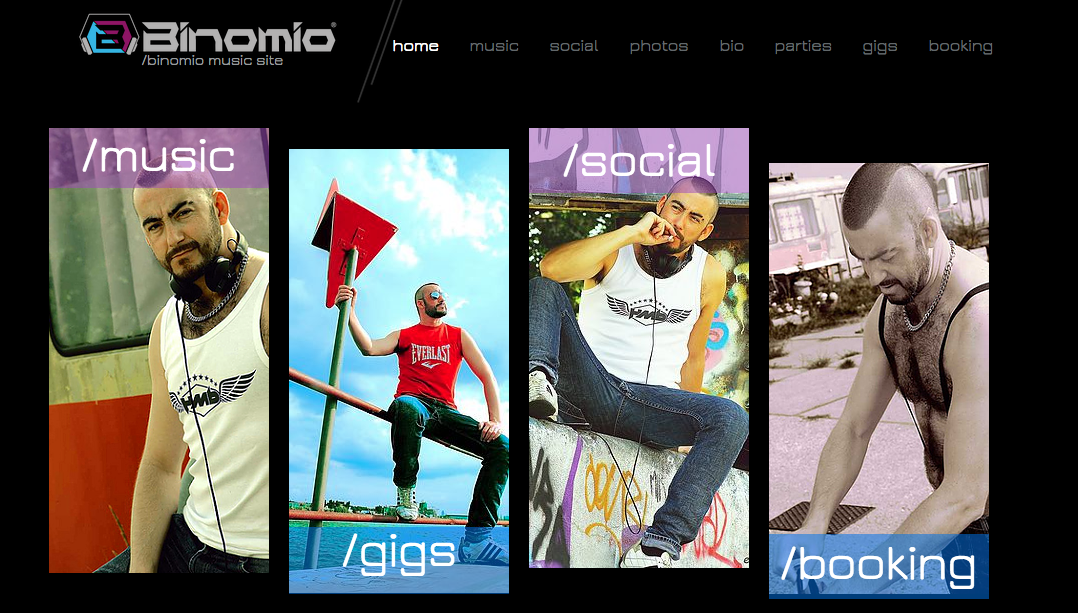 Binomio®
/binomio music site
home music social photos bio parties gigs booking
/music
/social
EVERLAST
HMB
HMB
/gigs
/booking